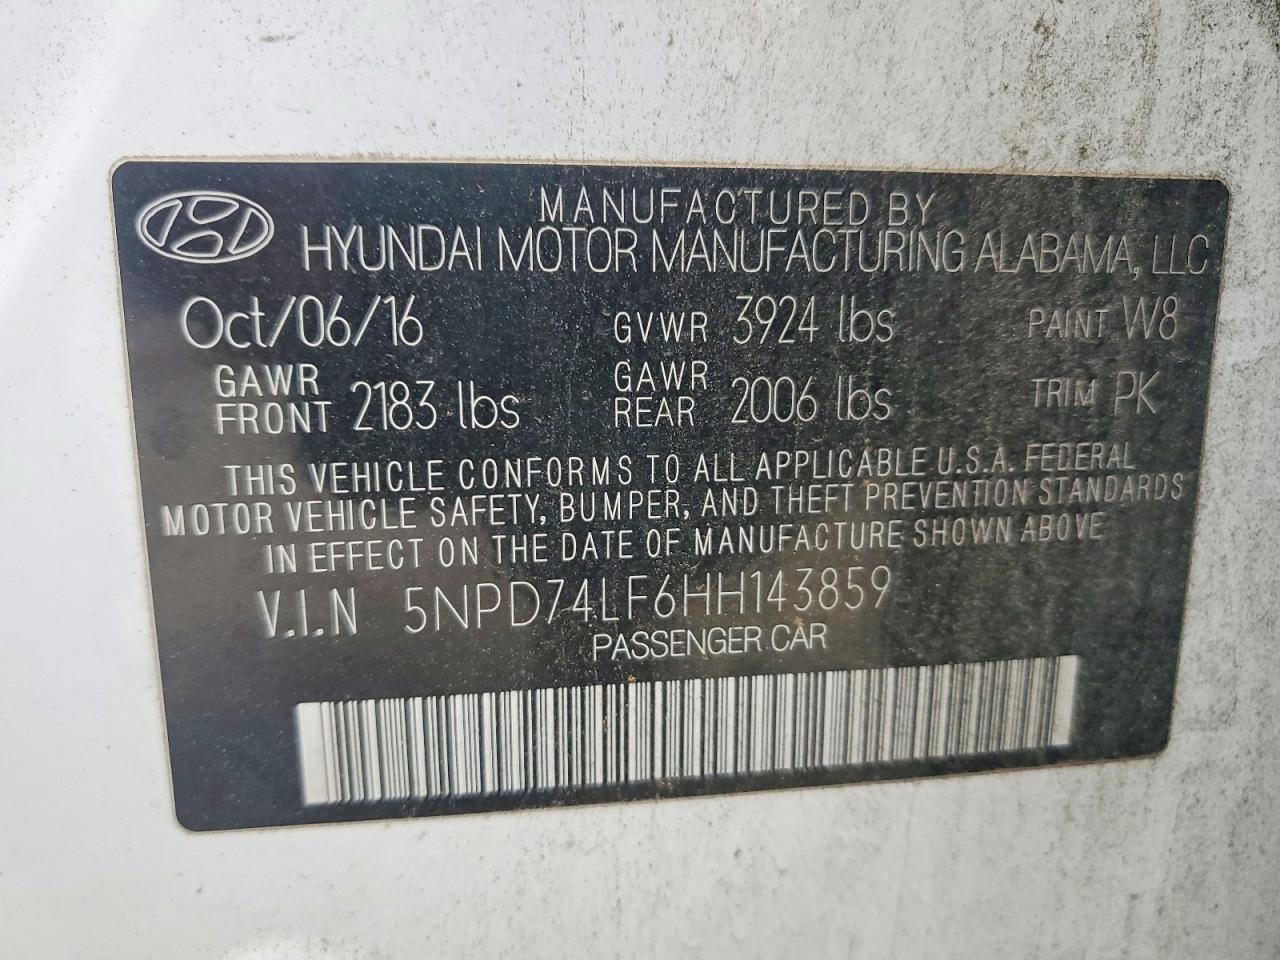 MANUFACTURED BY
HYUNDAI MOTOR MANUFACTURING ALABAMA, LLC
Oct/06/16 GVWR 3924 lbs PAINT W8
GAWR FRONT 2183 lbs GAWR REAR 2006 lbs TRIM PK
THIS VEHICLE CONFORMS TO ALL APPLICABLE U.S.A. FEDERAL
MOTOR VEHICLE SAFETY, BUMPER, AND THEFT PREVENTION STANDARDS
IN EFFECT ON THE DATE OF MANUFACTURE SHOWN ABOVE
V.I.N 5NPD74LF6HH143859
PASSENGER CAR